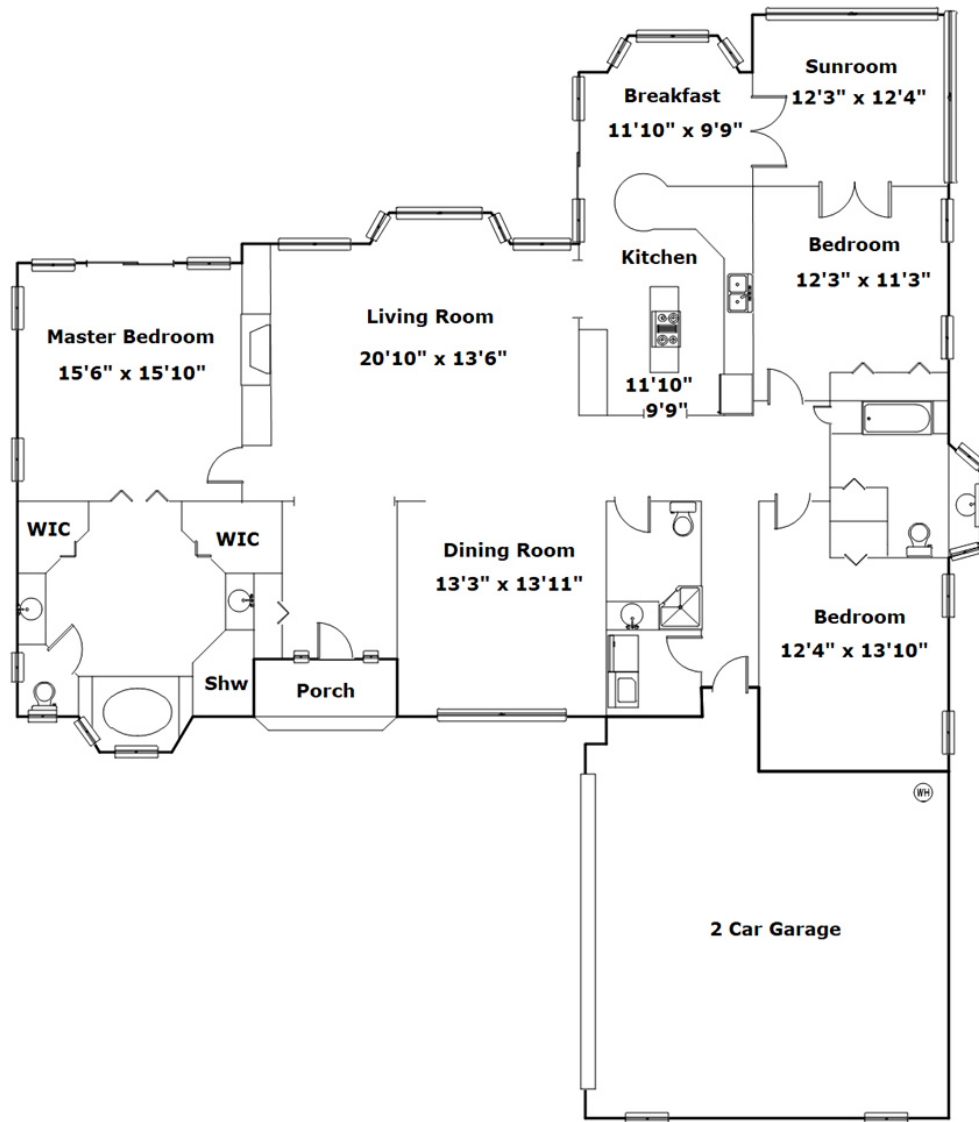 Sunroom
12'3" x 12'4"
Breakfast
11'10" x 9'9"
Bedroom
12'3" x 11'3"
Kitchen
11'10"
9'9"
Living Room
20'10" x 13'6"
Master Bedroom
15'6" x 15'10"
WIC
WIC
Dining Room
13'3" x 13'11"
Bedroom
12'4" x 13'10"
Shw
Porch
WH
2 Car Garage